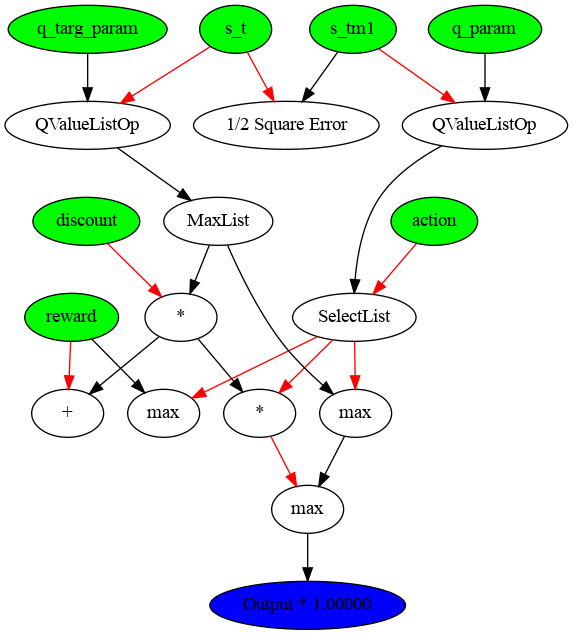 q_targ_param
s_t
s_tm1
q_param
QValueListOp
1/2 Square Error
QValueListOp
discount
MaxList
action
reward
*
SelectList
+
max
*
max
max
Output * 1.00000